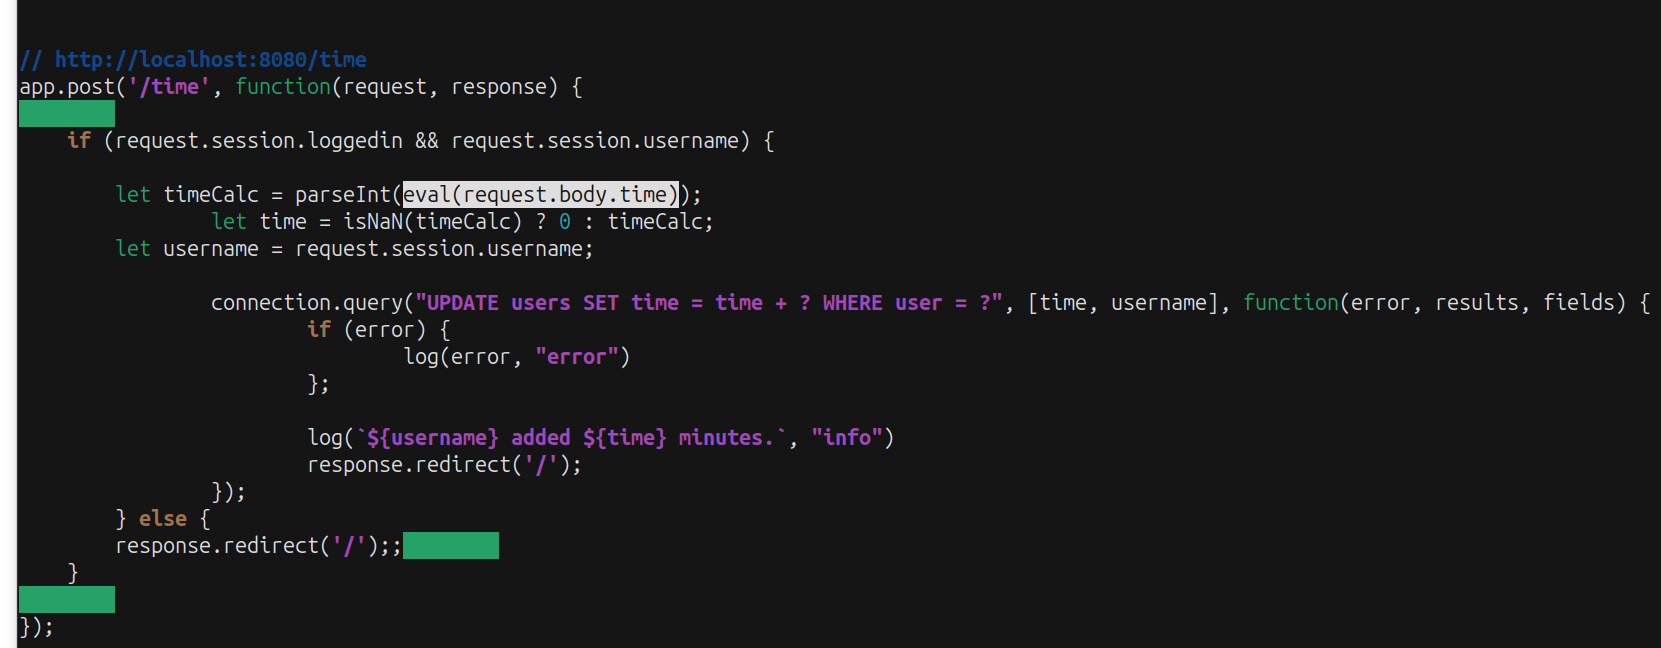 // http://localhost:8080/time
app.post('/time', function(request, response) {
if (request.session.loggedin && request.session.username) {
let timeCalc = parseInt(eval(request.body.time));
let time = isNaN(timeCalc) ? 0 : timeCalc;
let username = request.session.username;
connection.query("UPDATE users SET time = time + ? WHERE user = ?", [time, username], function(error, results, fields) {
if (error) {
log(error, "error")
};
log(`${username} added ${time} minutes.`, "info")
response.redirect('/');
});
} else {
response.redirect('/');;
}
});